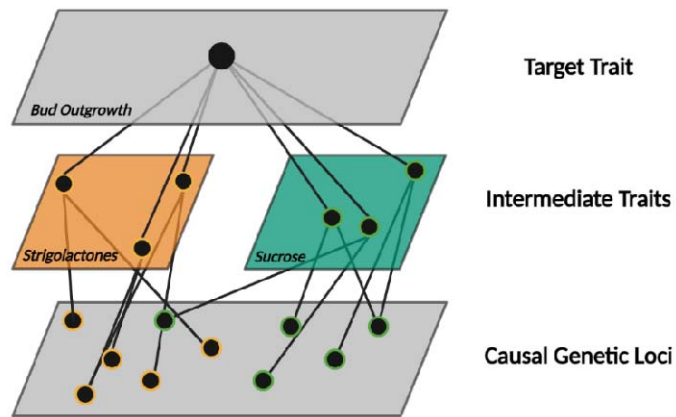 Target Trait
Bud Outgrowth
Intermediate Traits
Strigolactones
Sucrose
Causal Genetic Loci